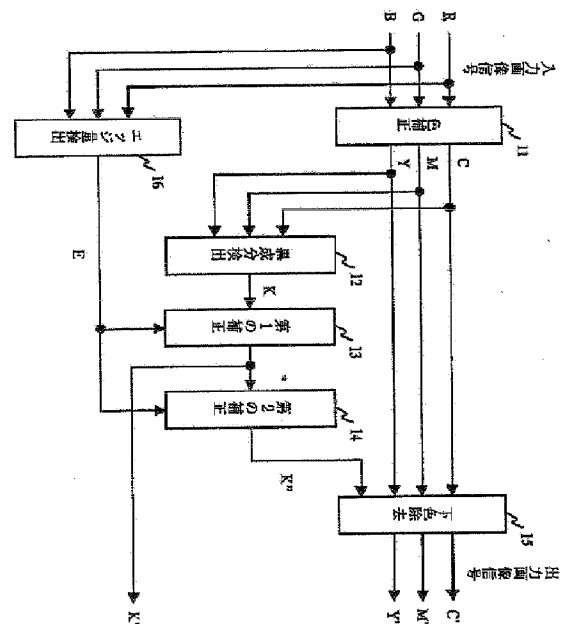 入力画像信号
R
G
B
色補正
11
エッジ量検出
16
C
M
Y
E
墨成分検出
12
K
第1の補正
13
第2の補正
14
K"
下色除去
15
出力画像信号
C'
M'
Y'
K'